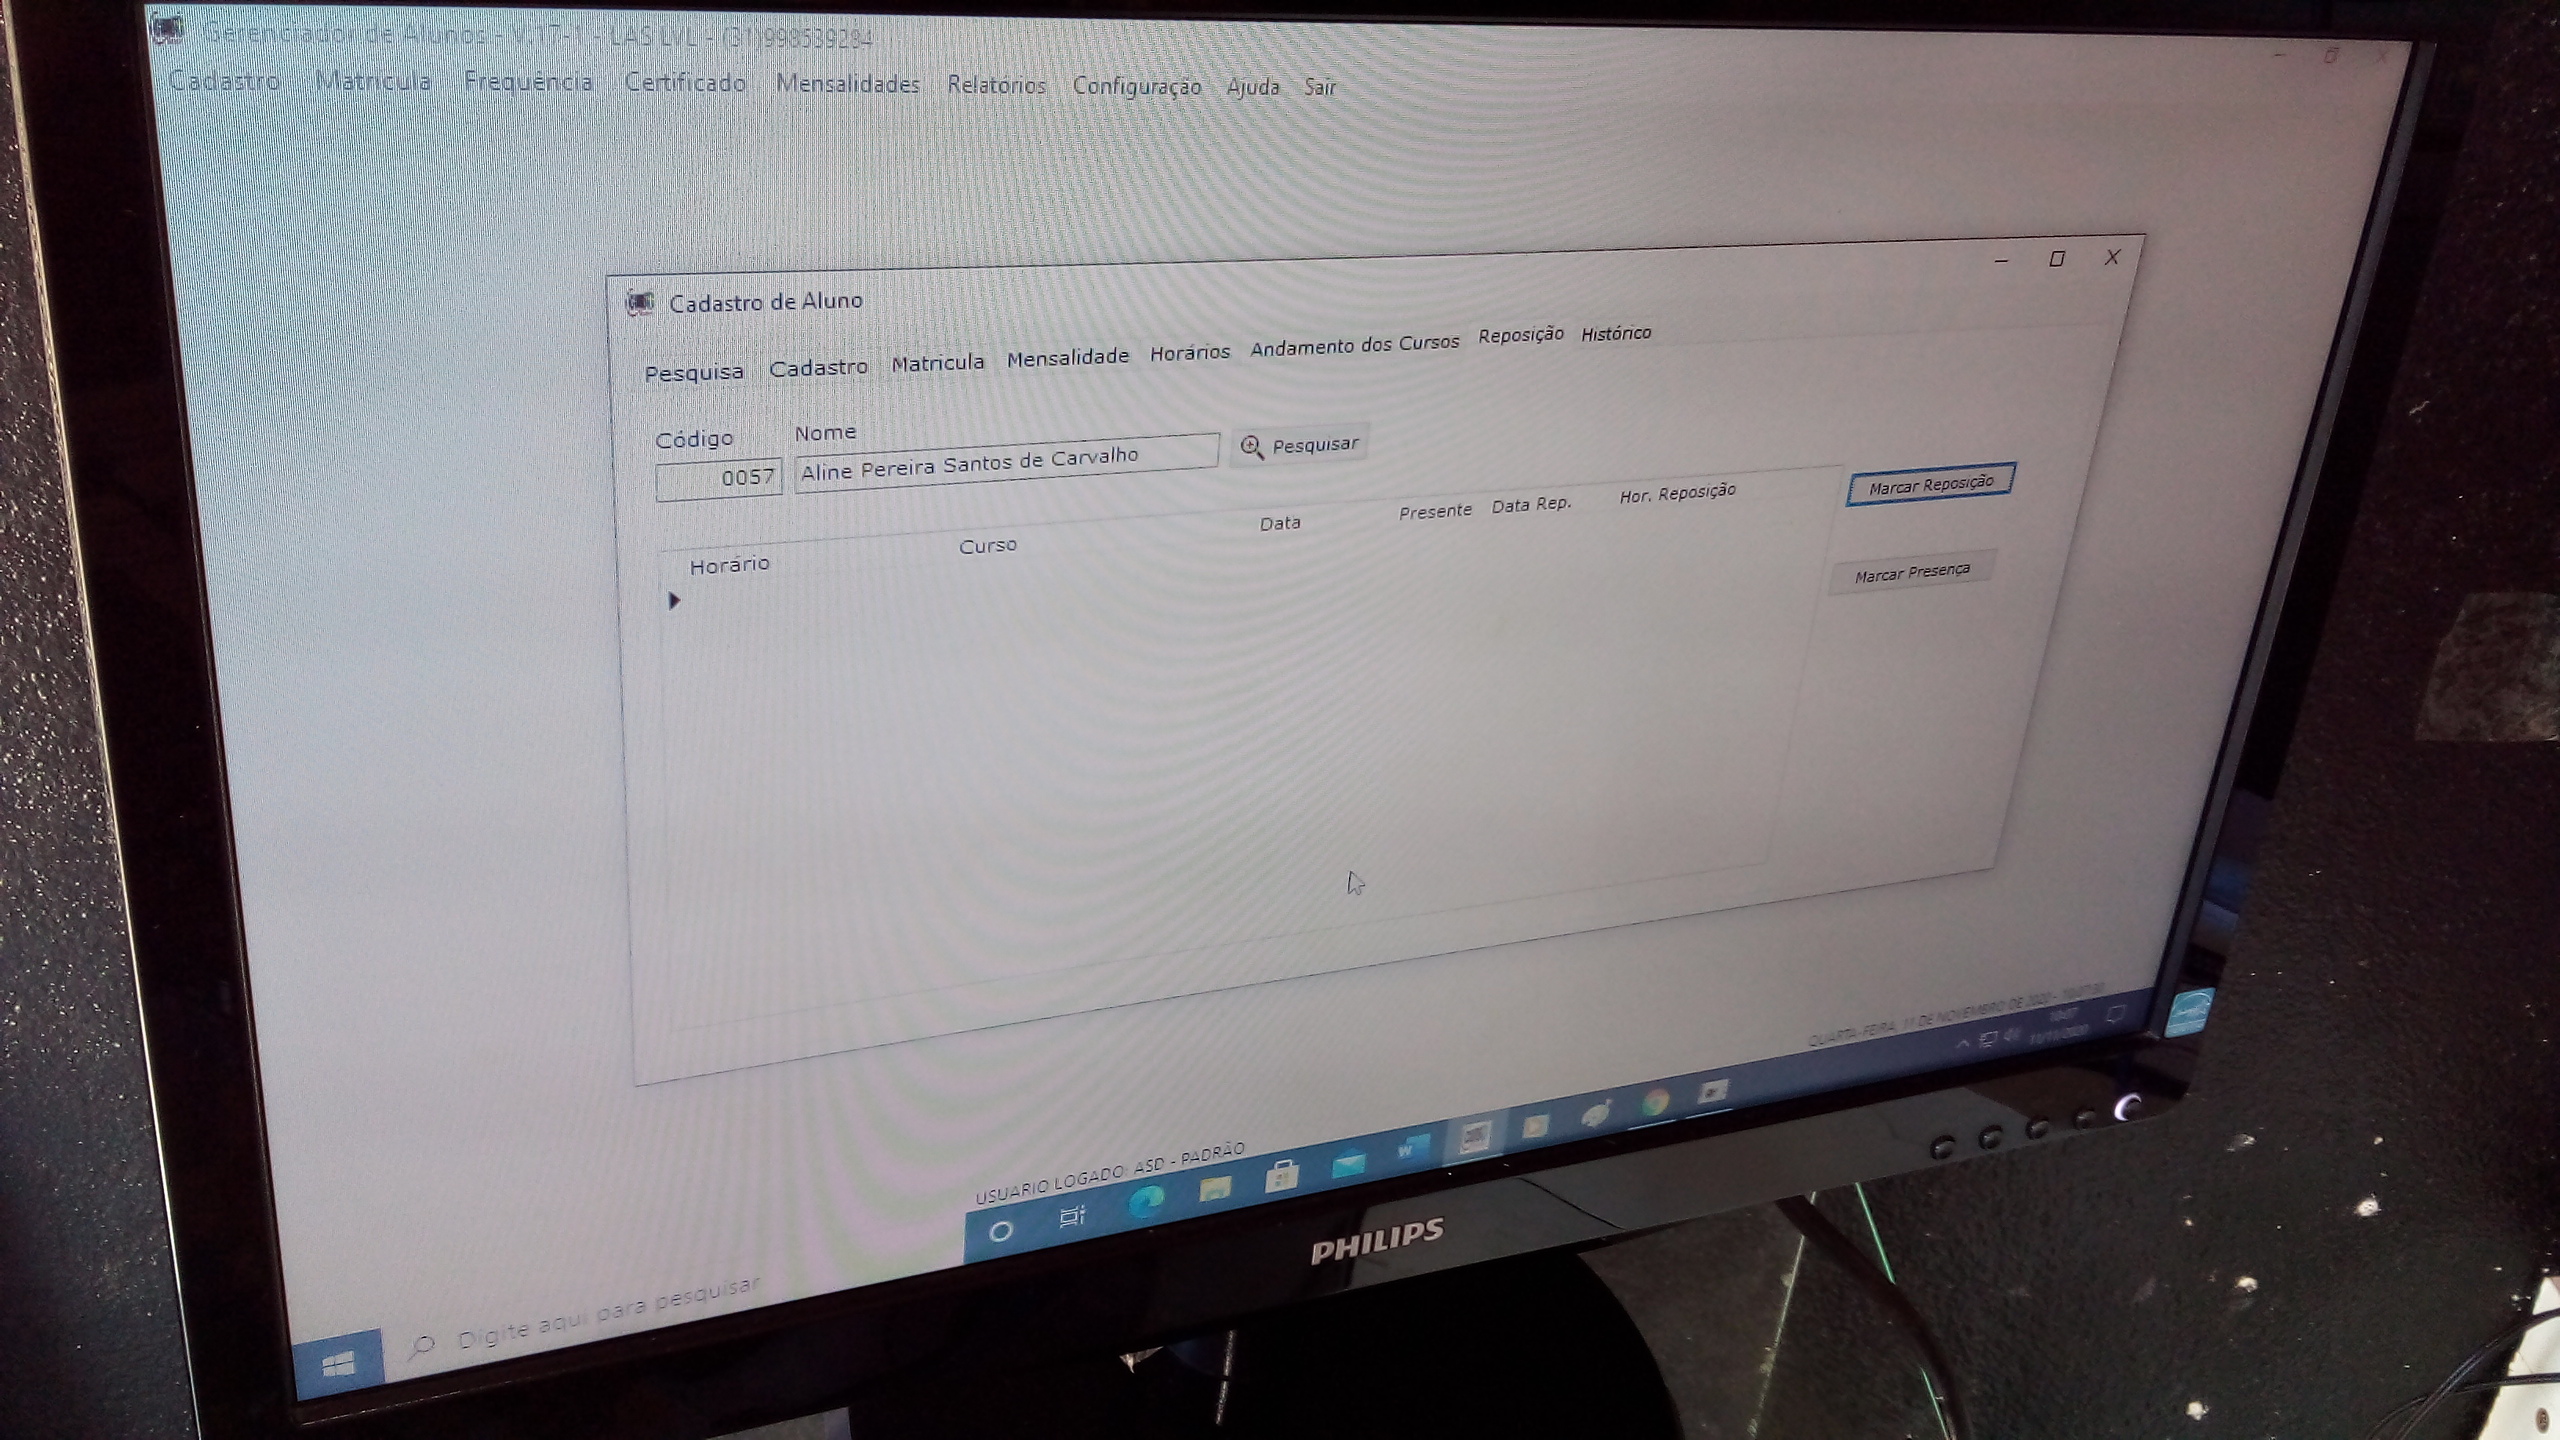 Gerenciador de Alunos - V.17-1 - LAS LVL - (31)998539284
Cadastro Matricula Frequência Certificado Mensalidades Relatórios Configuração Ajuda Sair
Cadastro de Aluno
Pesquisa Cadastro Matricula Mensalidade Horários Andamento dos Cursos Reposição Histórico
Código Nome
0057 Aline Pereira Santos de Carvalho Pesquisar
Marcar Reposição
Horário Curso Data Presente Data Rep. Hor. Reposição
Marcar Presença
QUARTA-FEIRA, 11 DE NOVEMBRO DE 2020 -
USUARIO LOGADO: ASD - PADRÃO
Digite aqui para pesquisar
PHILIPS